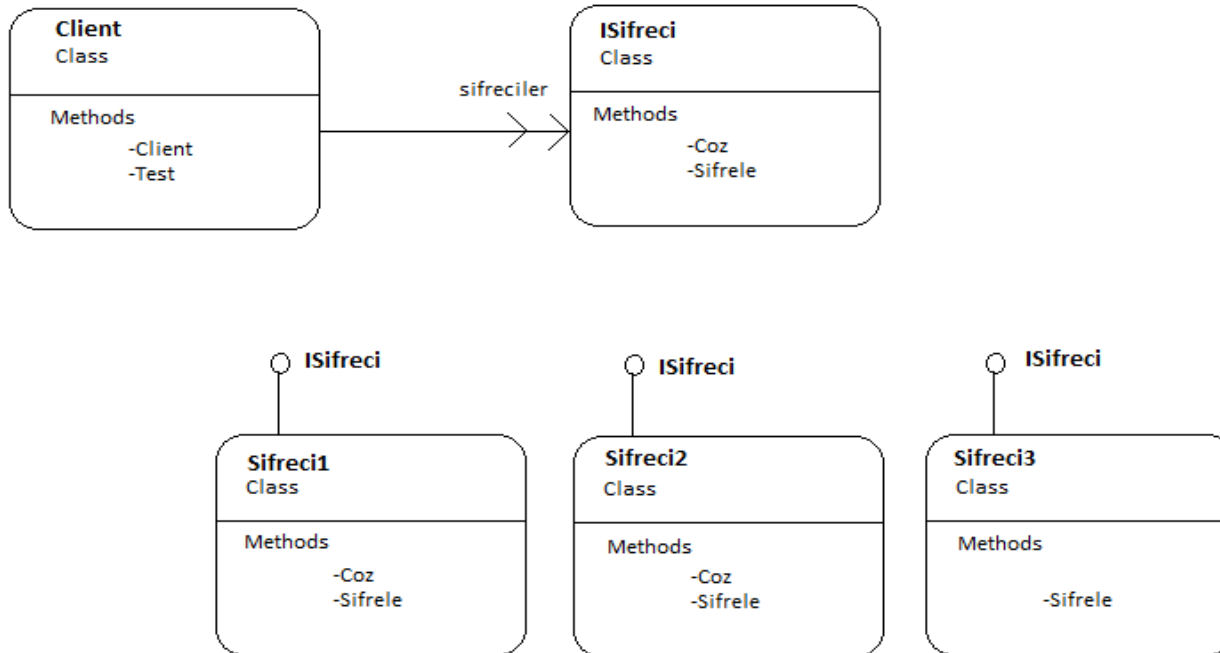 Client
Class
Methods
-Client
-Test
sifreciler
ISifreci
Class
Methods
-Coz
-Sifrele
ISifreci
Sifreci1
Class
Methods
-Coz
-Sifrele
ISifreci
Sifreci2
Class
Methods
-Coz
-Sifrele
ISifreci
Sifreci3
Class
Methods
-Sifrele